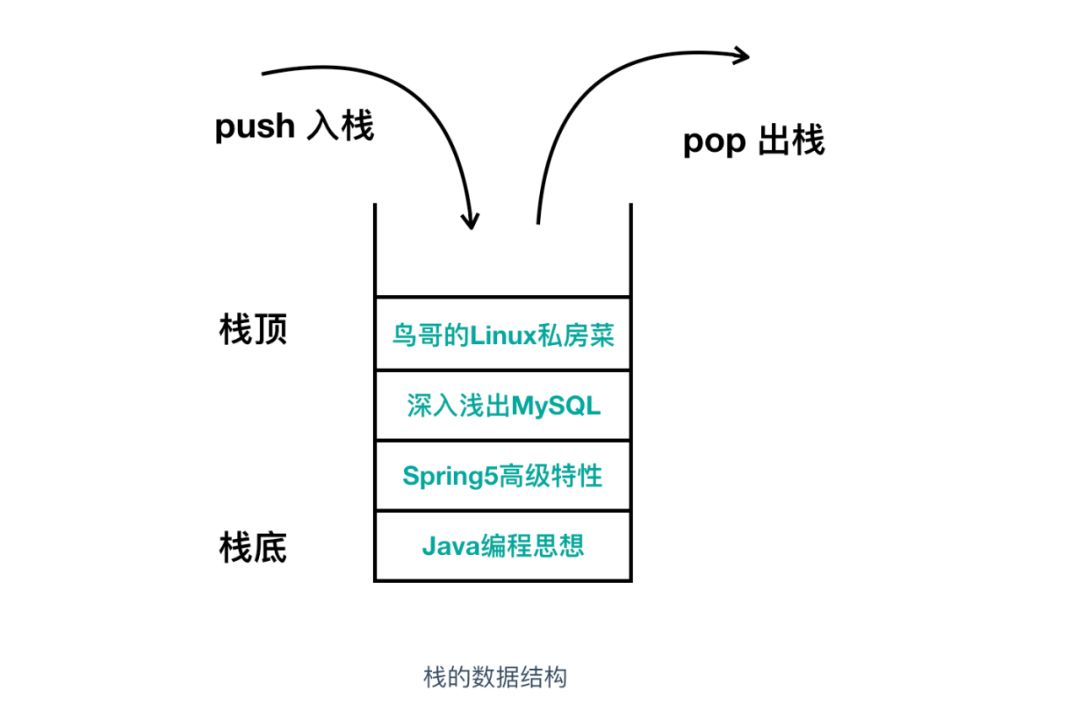 push 入栈
pop 出栈
栈顶
鸟哥的Linux私房菜
深入浅出MySQL
Spring5高级特性
栈底
Java编程思想
栈的数据结构